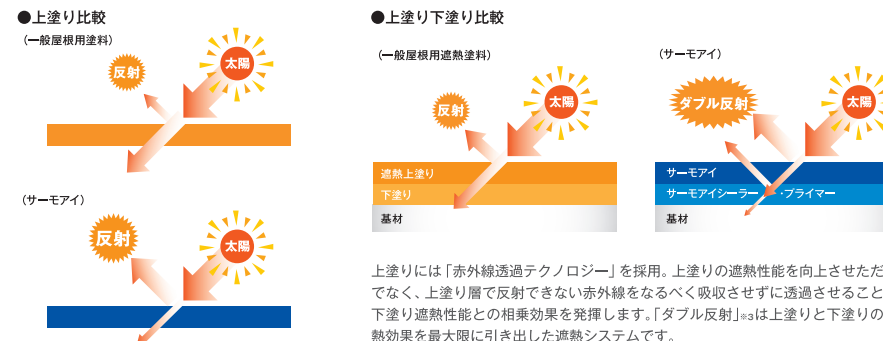 ●上塗り比較
（一般屋根用塗料）
反射
太陽
（サーモアイ）
反射
太陽
●上塗り下塗り比較
（一般屋根用遮熱塗料）
反射
太陽
遮熱上塗り
下塗り
基材
（サーモアイ）
ダブル反射
太陽
サーモアイ
サーモアイシーラー ・プライマー
基材
上塗りには「赤外線透過テクノロジー」を採用。上塗りの遮熱性能を向上させただ
でなく、上塗り層で反射できない赤外線をなるべく吸収させずに透過させること
下塗り遮熱性能との相乗効果を発揮します。「ダブル反射」※3は上塗りと下塗りの
熱効果を最大限に引き出した遮熱システムです。